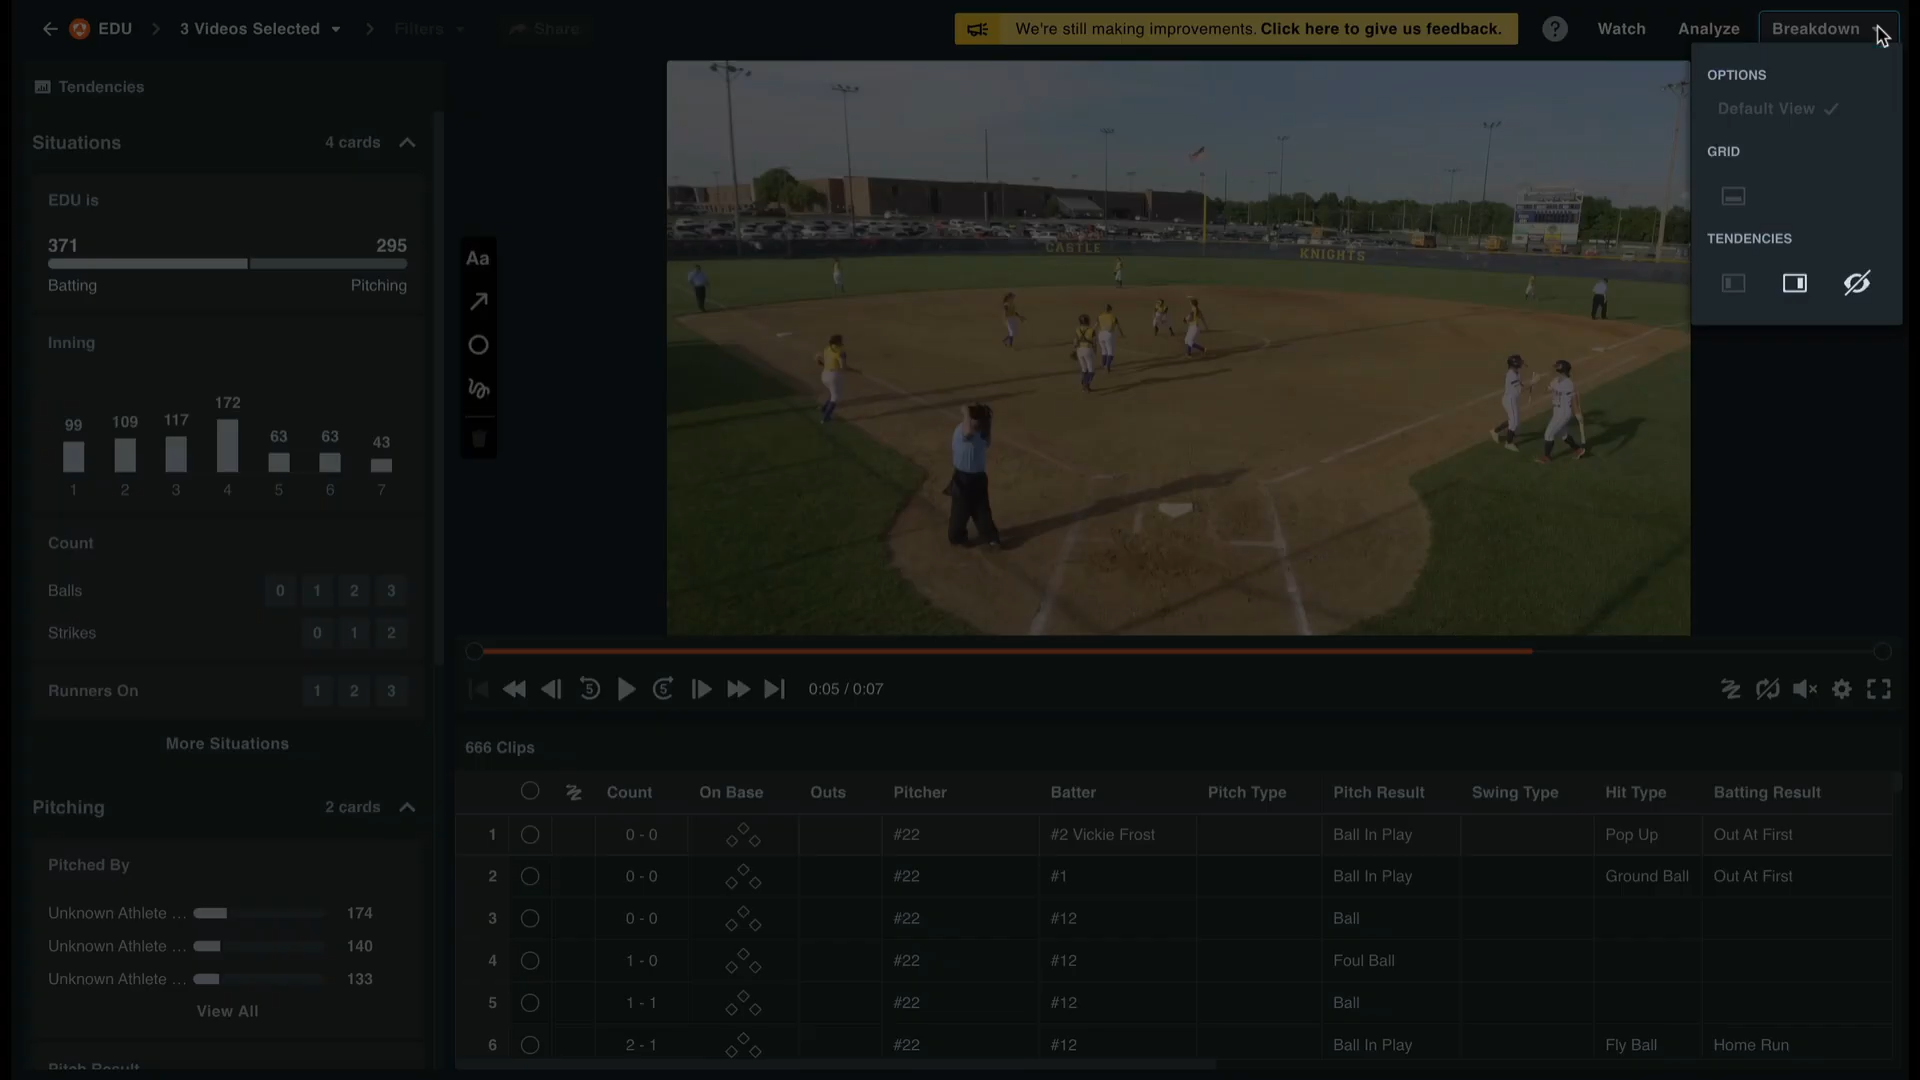 EDU
3 Videos Selected
Filters
Share
We're still making improvements. Click here to give us feedback.
?
Watch
Analyze
Breakdown
OPTIONS
Default View
GRID
TENDENCIES
Tendencies
Situations
4 cards
EDU is
371
295
Batting
Pitching
Inning
99
109
117
172
63
63
43
1
2
3
4
5
6
7
Count
Balls
0
1
2
3
Strikes
0
1
2
Runners On
1
2
3
More Situations
Pitching
2 cards
Pitched By
Unknown Athlete ...
174
Unknown Athlete ...
140
Unknown Athlete ...
133
View All
Pitch Result
Aa
CASTLE
KNIGHTS
5
5
0:05 / 0:07
666 Clips
Count On Base Outs Pitcher Batter Pitch Type Pitch Result Swing Type Hit Type Batting Result
1 0 - 0 #22 #2 Vickie Frost Ball In Play Pop Up Out At First
2 0 - 0 #22 #1 Ball In Play Ground Ball Out At First
3 0 - 0 #22 #12 Ball
4 1 - 0 #22 #12 Foul Ball
5 1 - 1 #22 #12 Ball
6 2 - 1 #22 #12 Ball In Play Fly Ball Home Run